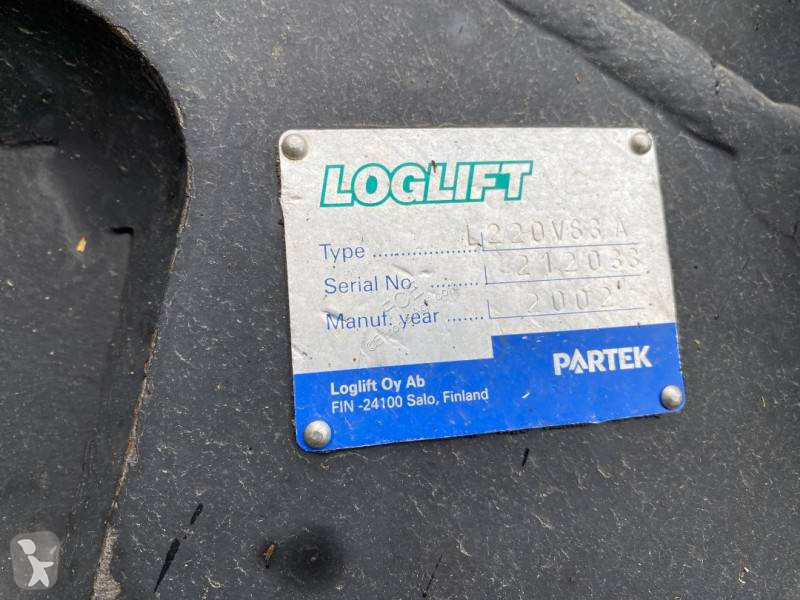 LOGLIFT
Type .................... L220V83 A
Serial No. ......... 212033
Manuf. year ....... 2002
PARTEK
Loglift Oy Ab
FIN -24100 Salo, Finland